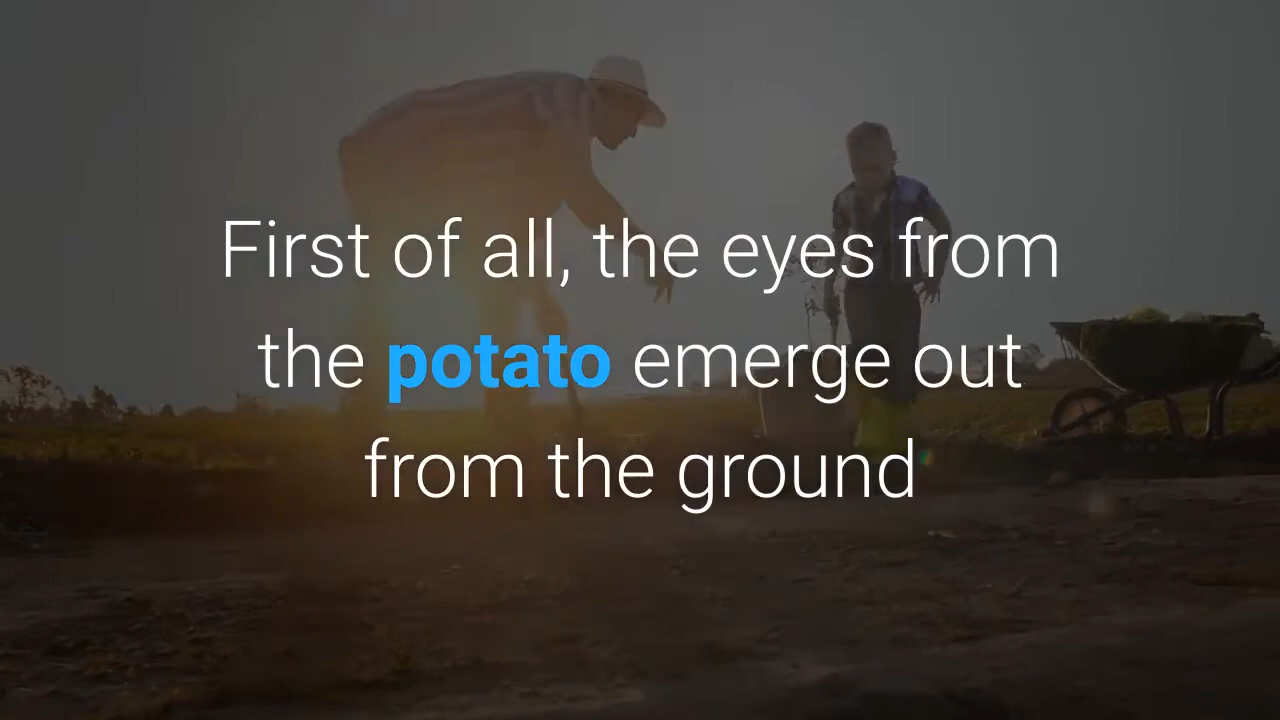 First of all, the eyes from
the potato emerge out
from the ground